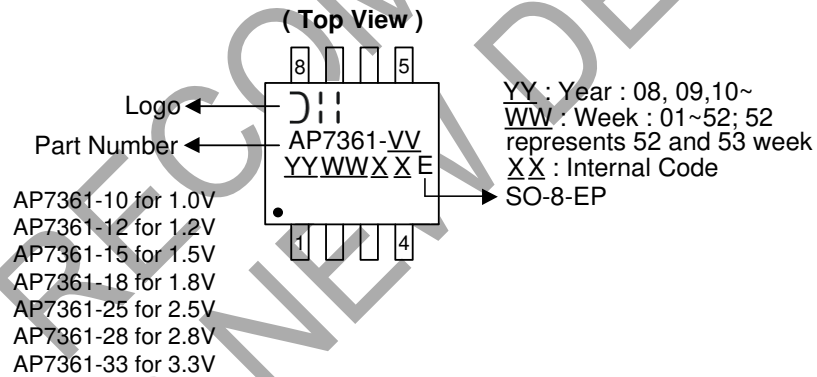 ( Top View )
8 5
Logo
Part Number
AP7361-VV
YYWWXXE
1 4
YY : Year : 08, 09,10~
WW : Week : 01~52; 52
represents 52 and 53 week
XX : Internal Code
SO-8-EP
AP7361-10 for 1.0V
AP7361-12 for 1.2V
AP7361-15 for 1.5V
AP7361-18 for 1.8V
AP7361-25 for 2.5V
AP7361-28 for 2.8V
AP7361-33 for 3.3V